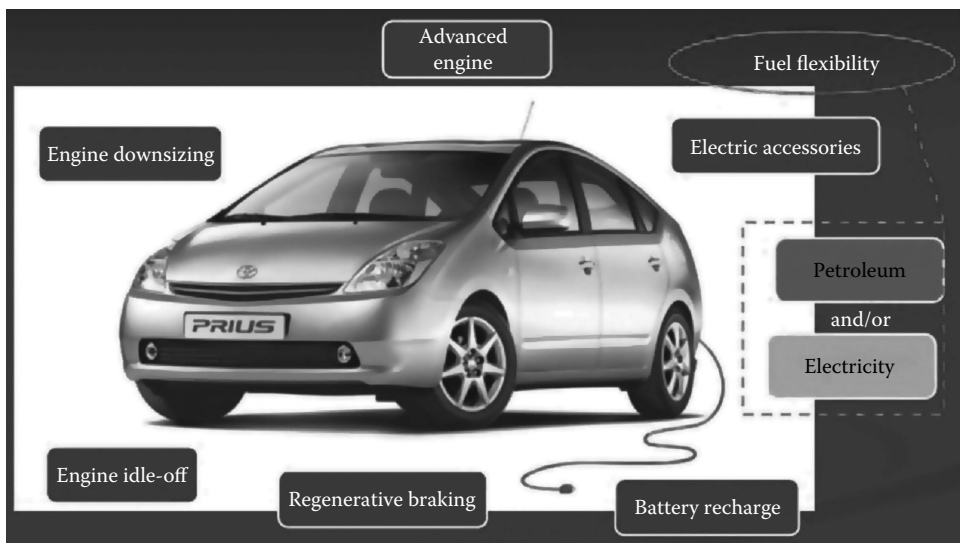 Advanced
engine
Fuel flexibility
Engine downsizing
Electric accessories
Petroleum
and/or
PRIUS
Electricity
Engine idle-off
Regenerative braking
Battery recharge